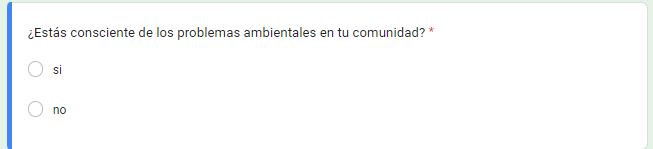 ¿Estás consciente de los problemas ambientales en tu comunidad? *
si
no